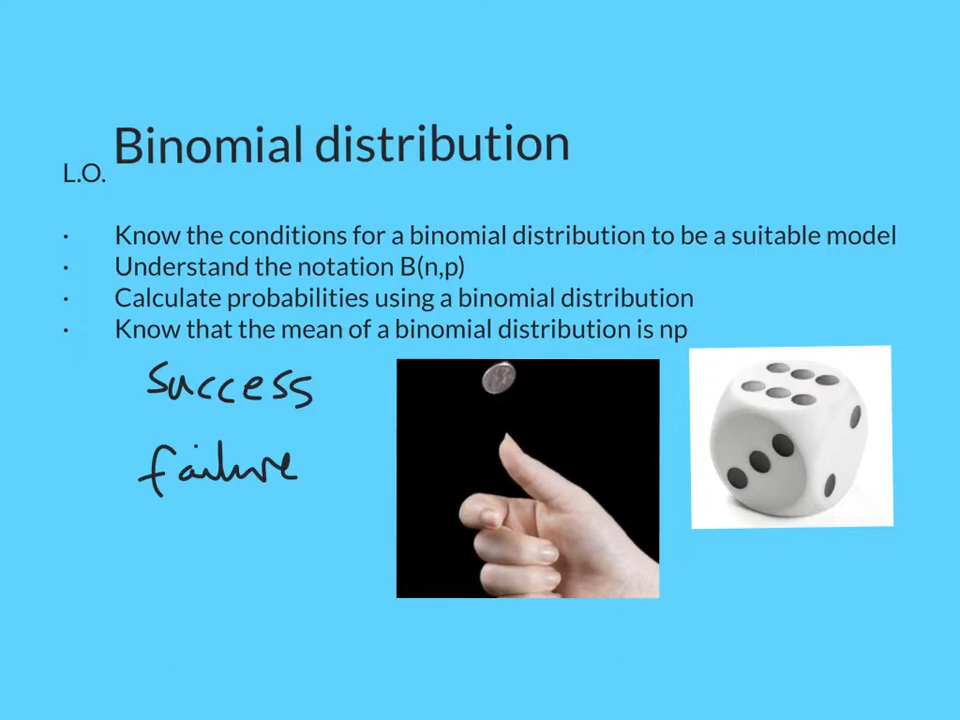 Binomial distribution
L.O.
· Know the conditions for a binomial distribution to be a suitable model
· Understand the notation B(n,p)
· Calculate probabilities using a binomial distribution
· Know that the mean of a binomial distribution is np
success
failure